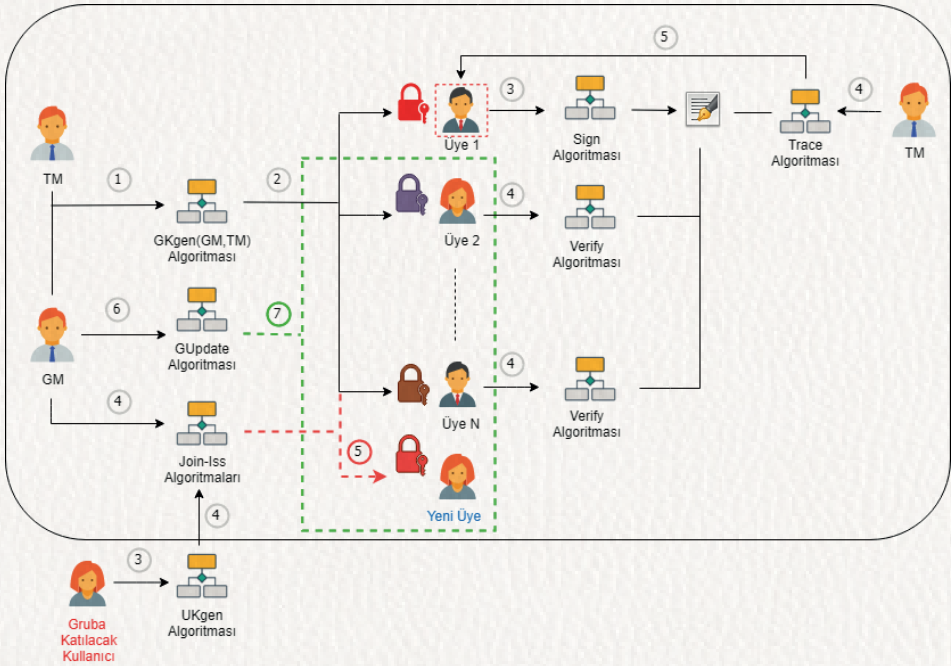 5
3
4
Üye 1
Sign
Algoritması
Trace
Algoritması
TM
TM
1
2
4
GKgen(GM,TM)
Algoritması
Üye 2
Verify
Algoritması
6
7
GUpdate
Algoritması
GM
4
4
Üye N
Verify
Algoritması
Join-Iss
Algoritmaları
5
Yeni Üye
4
3
UKgen
Algoritması
Gruba
Katılacak
Kullanıcı